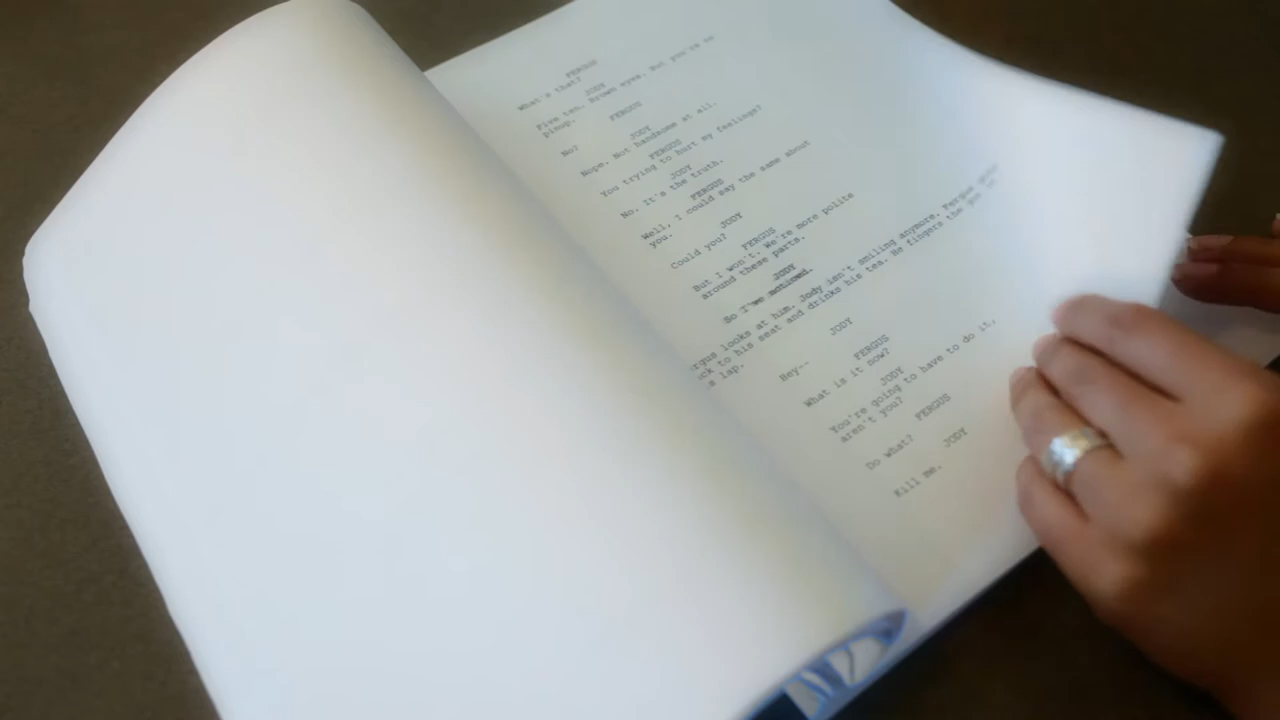 FERGUS
What's that?
JODY
Five ten. Brown eyes. But you're no
pinup.
FERGUS
No?
JODY
Nope. Not handsome at all.
FERGUS
You trying to hurt my feelings?
JODY
No. It's the truth.
FERGUS
Well, I could say the same about
you.
JODY
Could you?
FERGUS
But I won't. We're more polite
around these parts.
JODY
So I've noticed.
rgus looks at him. Jody isn't smiling anymore. Fergus
ck to his seat and drinks his tea. He fingers the
s lap.
JODY
Hey--
FERGUS
What is it now?
JODY
You're going to have to do it,
aren't you?
FERGUS
Do what?
JODY
Kill me.